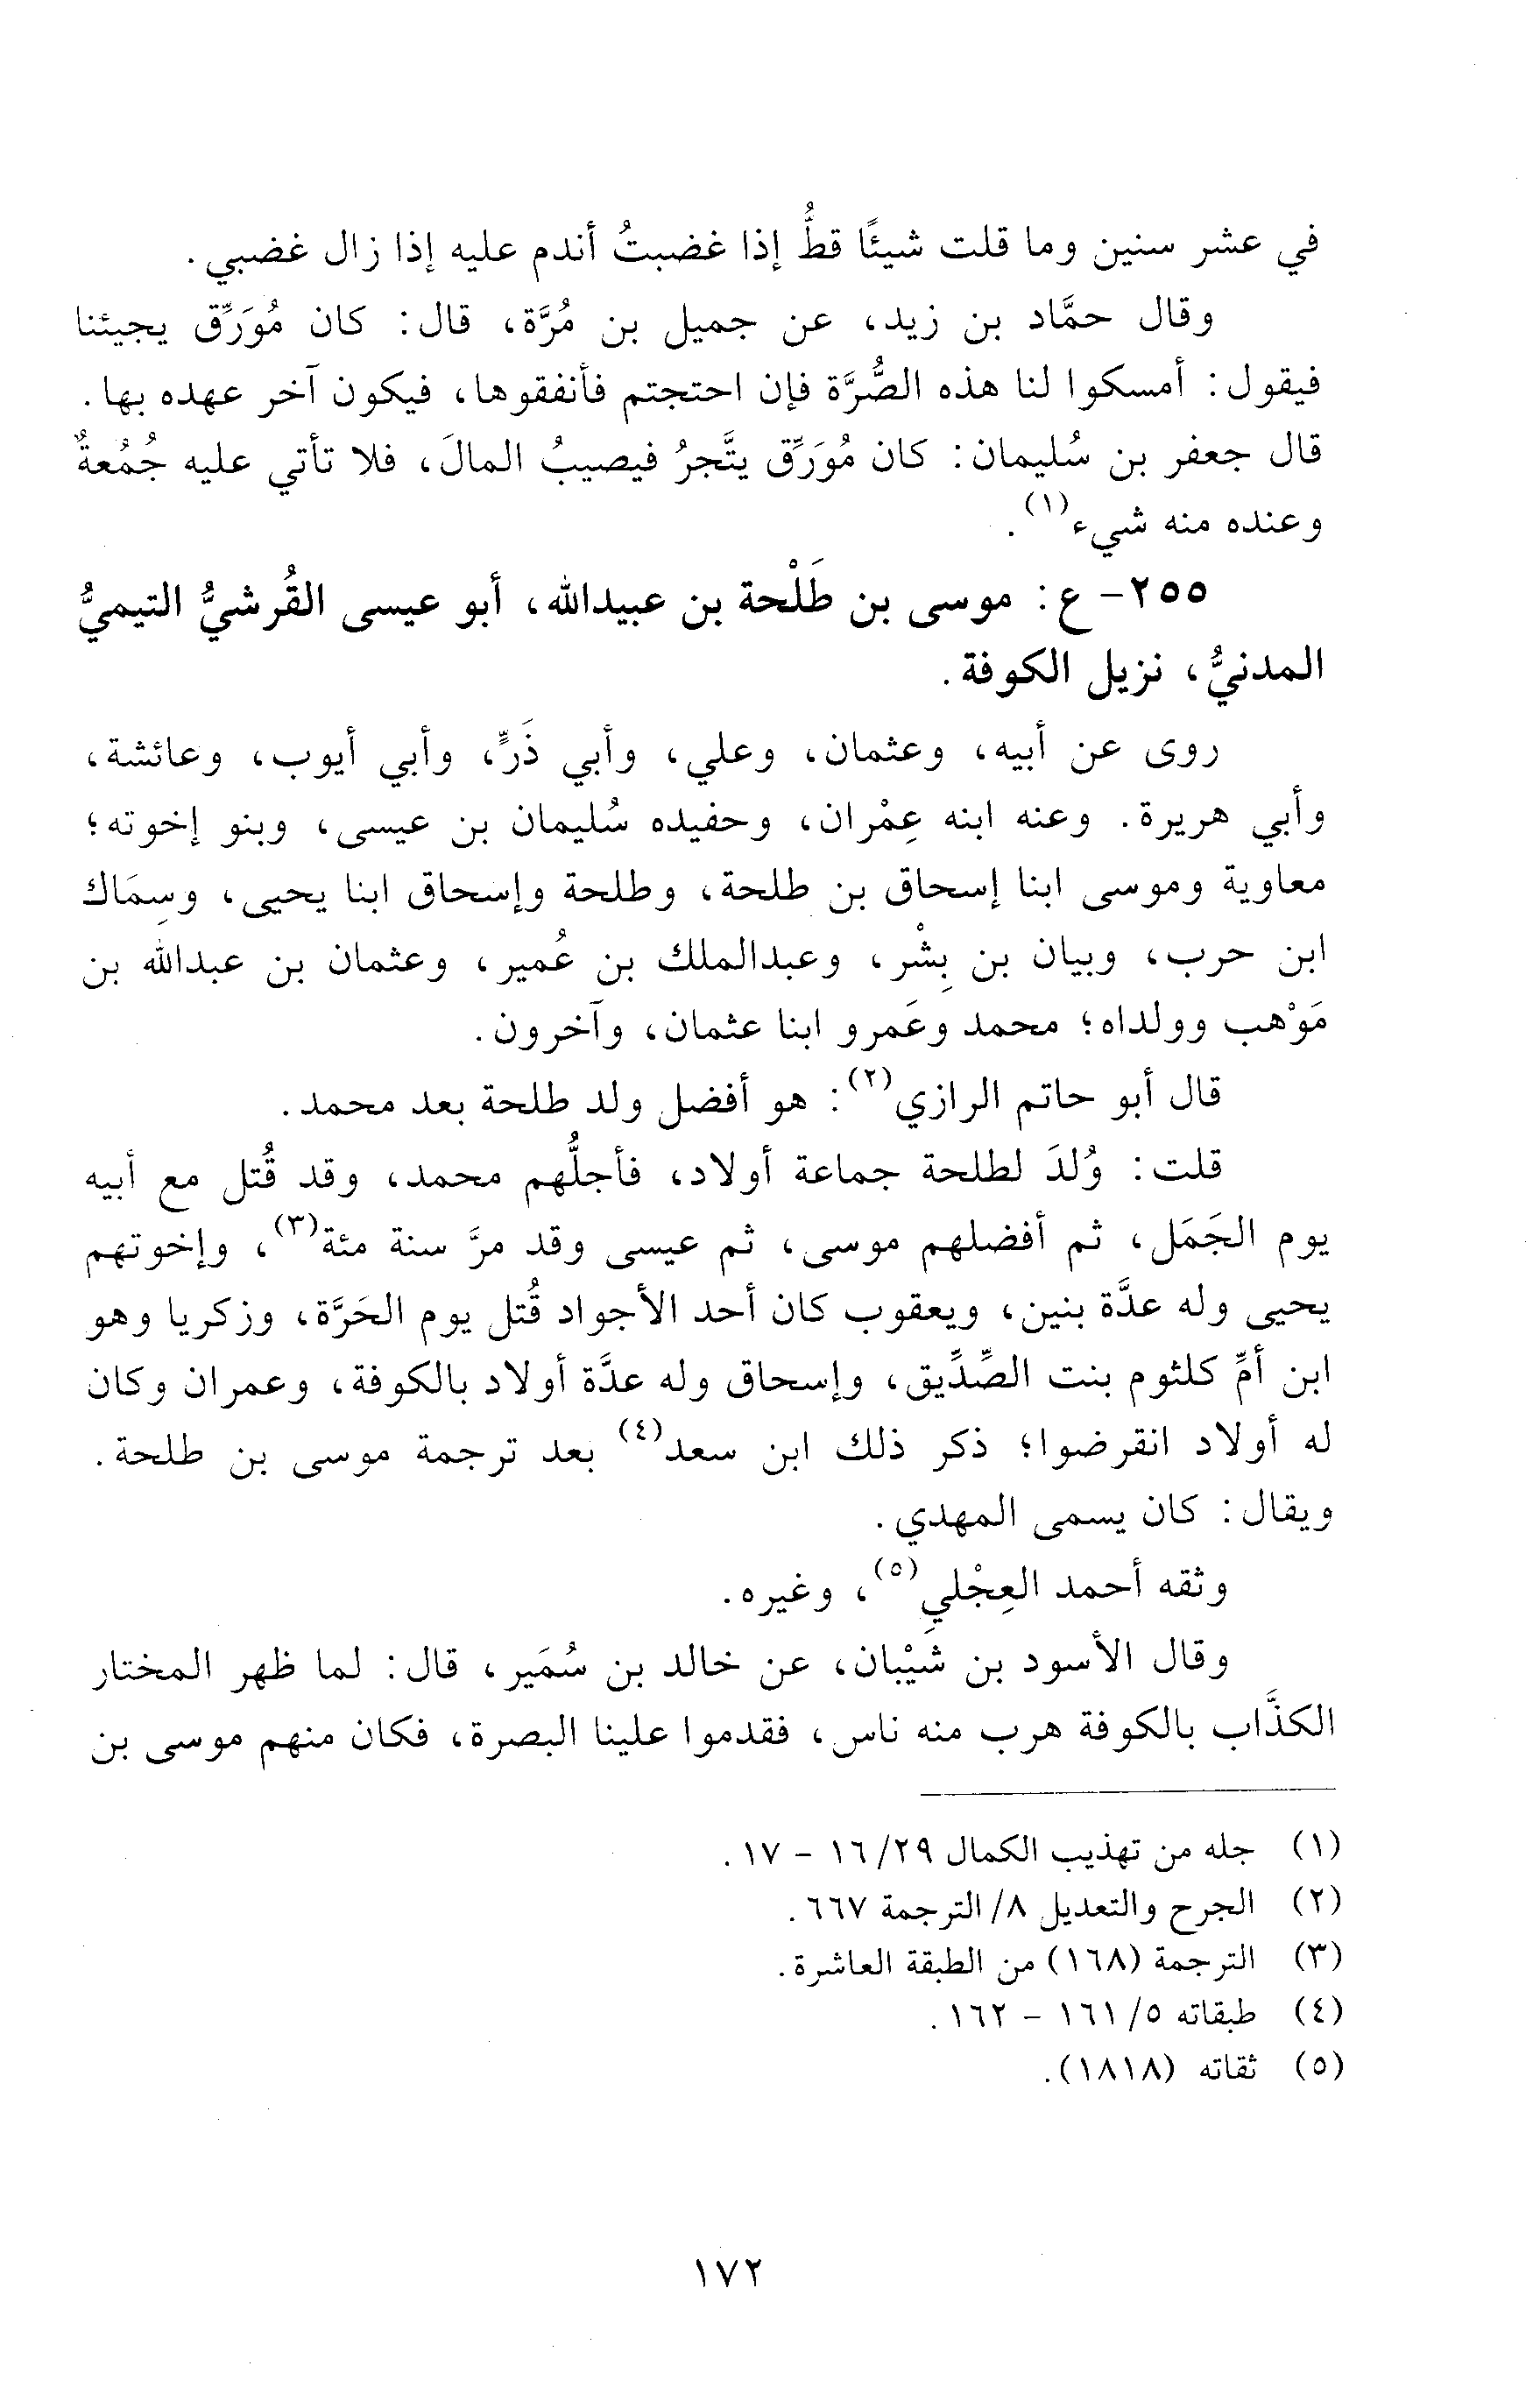 في عشر سنين وما قلت شيئًا قطُّ إذا غضبتُ أندم عليه إذا زال غضبي.
وقال حمَّاد بن زيد، عن جميل بن مُرَّة، قال: كان مُوَرِّق يجيئنا
فيقول: أمسكوا لنا هذه الصُّرَّة فإن احتجتم فأنفقوها، فيكون آخر عهده بها.
قال جعفر بن سُليمان: كان مُوَرِّق يتَّجرُ فيصيبُ المالَ، فلا تأتي عليه جُمُعةٌ
وعنده منه شيء(١).
٢٥٥- ع: موسى بن طَلْحة بن عبيدالله، أبو عيسى القُرشيُّ التيميُّ
المدنيُّ، نزيل الكوفة.
روى عن أبيه، وعثمان، وعلي، وأبي ذَرٍّ، وأبي أيوب، وعائشة،
وأبي هريرة. وعنه ابنه عِمْران، وحفيده سُليمان بن عيسى، وبنو إخوته؛
معاوية وموسى ابنا إسحاق بن طلحة، وطلحة وإسحاق ابنا يحيى، وسِمَاك
ابن حرب، وبيان بن بِشْر، وعبدالملك بن عُمير، وعثمان بن عبدالله بن
مَوْهب وولداه؛ محمد وعَمرو ابنا عثمان، وآخرون.
قال أبو حاتم الرازي(٢): هو أفضل ولد طلحة بعد محمد.
قلت: وُلدَ لطلحة جماعة أولاد، فأجلُّهم محمد، وقد قُتل مع أبيه
يوم الجَمَل، ثم أفضلهم موسى، ثم عيسى وقد مرَّ سنة مئة(٣)، وإخوتهم
يحيى وله عدَّة بنين، ويعقوب كان أحد الأجواد قُتل يوم الحَرَّة، وزكريا وهو
ابن أمِّ كلثوم بنت الصِّدِّيق، وإسحاق وله عدَّة أولاد بالكوفة، وعمران وكان
له أولاد انقرضوا؛ ذكر ذلك ابن سعد(٤) بعد ترجمة موسى بن طلحة.
ويقال: كان يسمى المهدي.
وثقه أحمد العِجْلي(٥)، وغيره.
وقال الأسود بن شَيْبان، عن خالد بن سُمَير، قال: لما ظهر المختار
الكذَّاب بالكوفة هرب منه ناس، فقدموا علينا البصرة، فكان منهم موسى بن
(١) جله من تهذيب الكمال ٢٩/ ١٦ - ١٧.
(٢) الجرح والتعديل ٨/ الترجمة ٦٦٧.
(٣) الترجمة (١٦٨) من الطبقة العاشرة.
(٤) طبقاته ٥/ ١٦١ - ١٦٢.
(٥) ثقاته (١٨١٨).
١٧٢